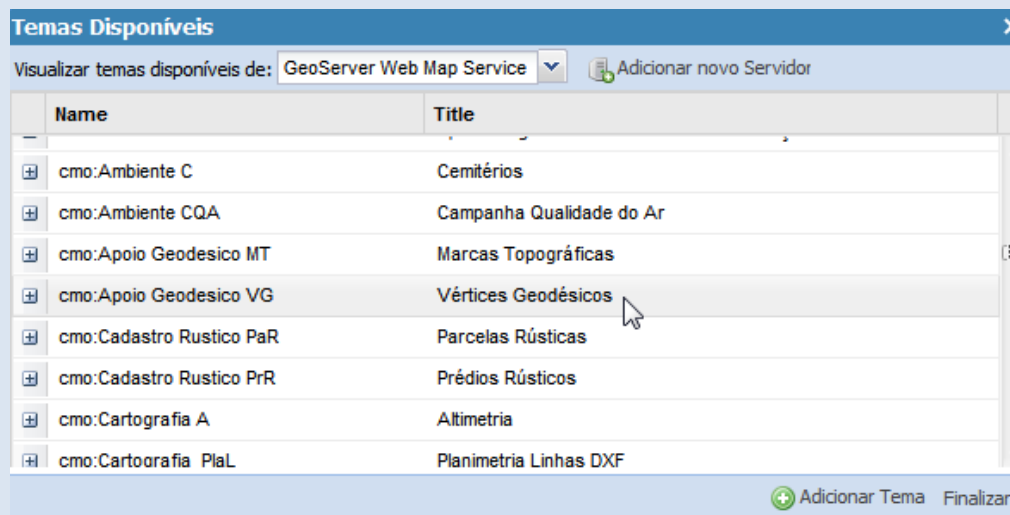 Temas Disponíveis
Visualizar temas disponíveis de: GeoServer Web Map Service Adicionar novo Servidor
Name Title
cmo:Ambiente C Cemitérios
cmo:Ambiente CQA Campanha Qualidade do Ar
cmo:Apoio Geodesico MT Marcas Topográficas
cmo:Apoio Geodesico VG Vértices Geodésicos
cmo:Cadastro Rustico PaR Parcelas Rústicas
cmo:Cadastro Rustico PrR Prédios Rústicos
cmo:Cartografia A Altimetria
cmo:Cartografia PlaL Planimetria Linhas DXF
Adicionar Tema Finalizar